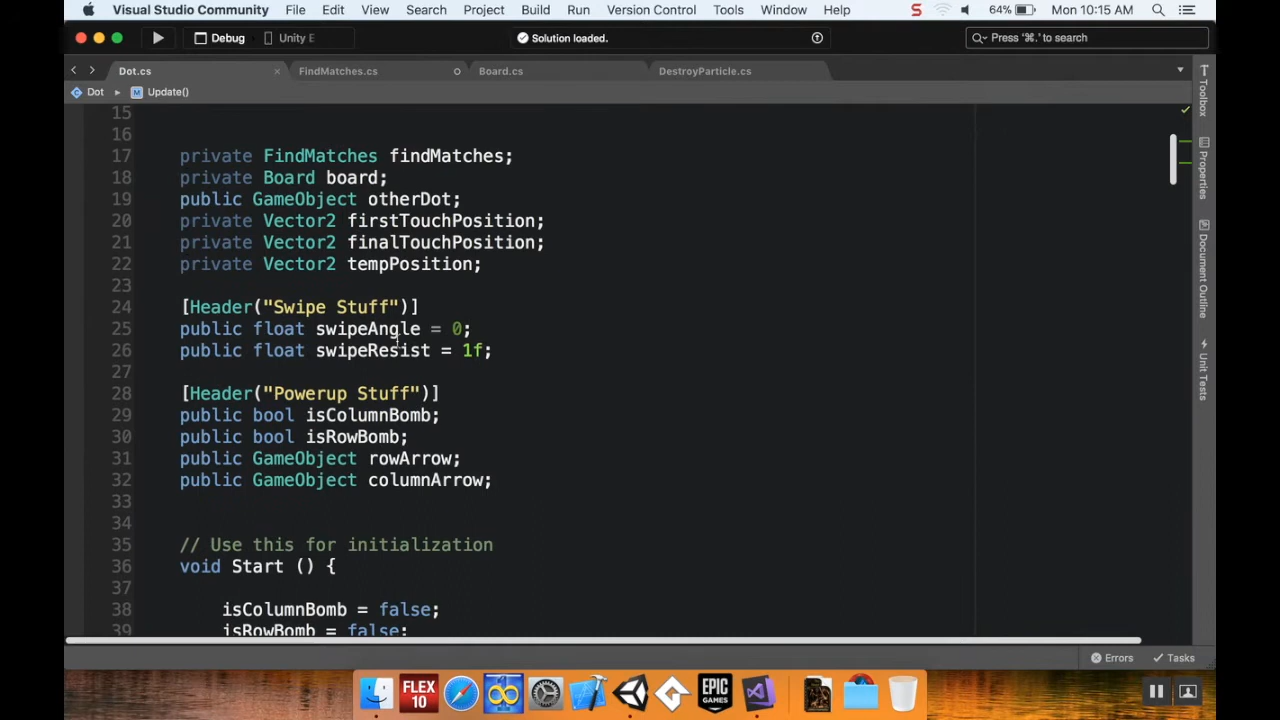 Visual Studio Community File Edit View Search Project Build Run Version Control Tools Window Help S 64% Mon 10:15 AM
Debug Unity E Solution loaded. Press '⌘.' to search
Dot.cs FindMatches.cs Board.cs DestroyParticle.cs
Dot M Update()
15
16
17 private FindMatches findMatches;
18 private Board board;
19 public GameObject otherDot;
20 private Vector2 firstTouchPosition;
21 private Vector2 finalTouchPosition;
22 private Vector2 tempPosition;
23
24 [Header("Swipe Stuff")]
25 public float swipeAngle = 0;
26 public float swipeResist = 1f;
27
28 [Header("Powerup Stuff")]
29 public bool isColumnBomb;
30 public bool isRowBomb;
31 public GameObject rowArrow;
32 public GameObject columnArrow;
33
34
35 // Use this for initialization
36 void Start () {
37
38 isColumnBomb = false;
39 isRowBomb = false;
Toolbox
Properties
Document Outline
Unit Tests
Errors Tasks
FLEX
10
EPIC
GAMES